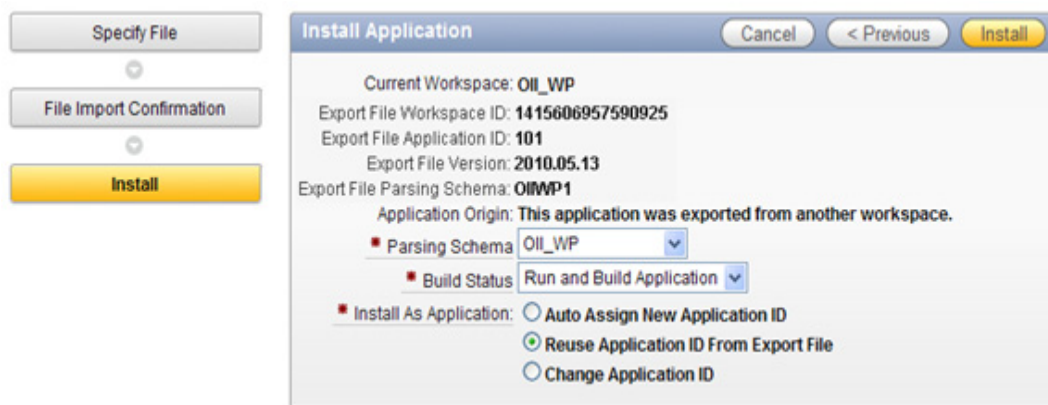 Specify File
File Import Confirmation
Install
Install Application
Cancel
< Previous
Install
Current Workspace: OII_WP
Export File Workspace ID: 1415606957590925
Export File Application ID: 101
Export File Version: 2010.05.13
Export File Parsing Schema: OIIWP1
Application Origin: This application was exported from another workspace.
Parsing Schema OII_WP
Build Status Run and Build Application
Install As Application: Auto Assign New Application ID
Reuse Application ID From Export File
Change Application ID